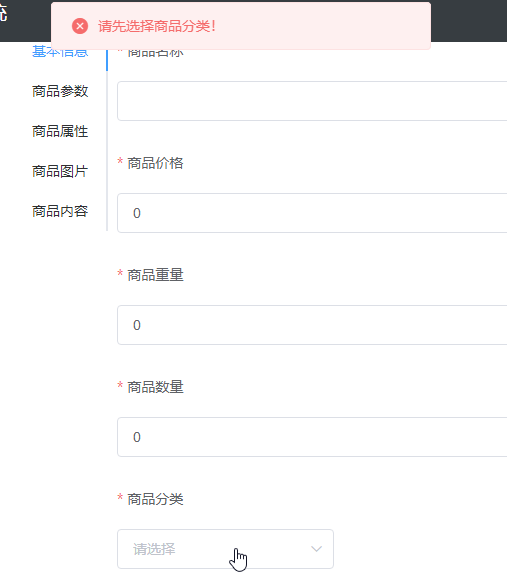 统
请先选择商品分类！
基本信息
商品参数
商品属性
商品图片
商品内容
* 商品名称
* 商品价格
0
* 商品重量
0
* 商品数量
0
* 商品分类
请选择